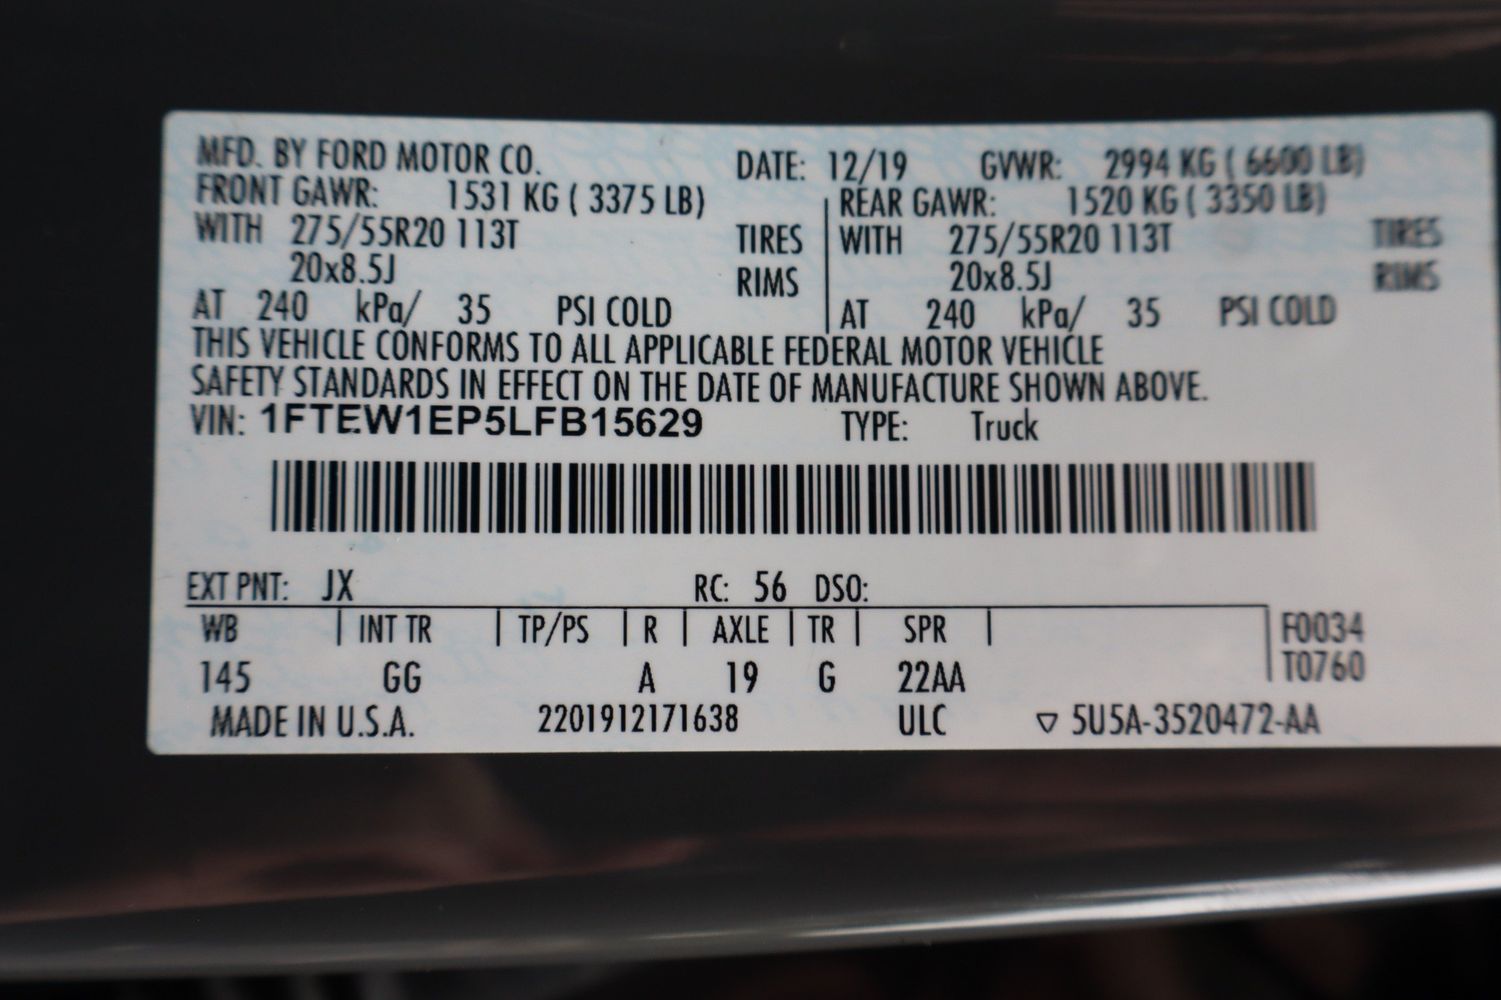 MFD. BY FORD MOTOR CO. DATE: 12/19 GVWR: 2994 KG ( 6600 LB)
FRONT GAWR: 1531 KG ( 3375 LB) REAR GAWR: 1520 KG ( 3350 LB)
WITH 275/55R20 113T TIRES WITH 275/55R20 113T TIRES
20x8.5J RIMS 20x8.5J RIMS
AT 240 kPa/ 35 PSI COLD AT 240 kPa/ 35 PSI COLD
THIS VEHICLE CONFORMS TO ALL APPLICABLE FEDERAL MOTOR VEHICLE
SAFETY STANDARDS IN EFFECT ON THE DATE OF MANUFACTURE SHOWN ABOVE.
VIN: 1FTEW1EP5LFB15629 TYPE: Truck
EXT PNT: JX RC: 56 DSO:
WB INT TR TP/PS R AXLE TR SPR F0034
T0760
145 GG A 19 G 22AA
MADE IN U.S.A. 2201912171638 ULC ▽ 5U5A-3520472-AA